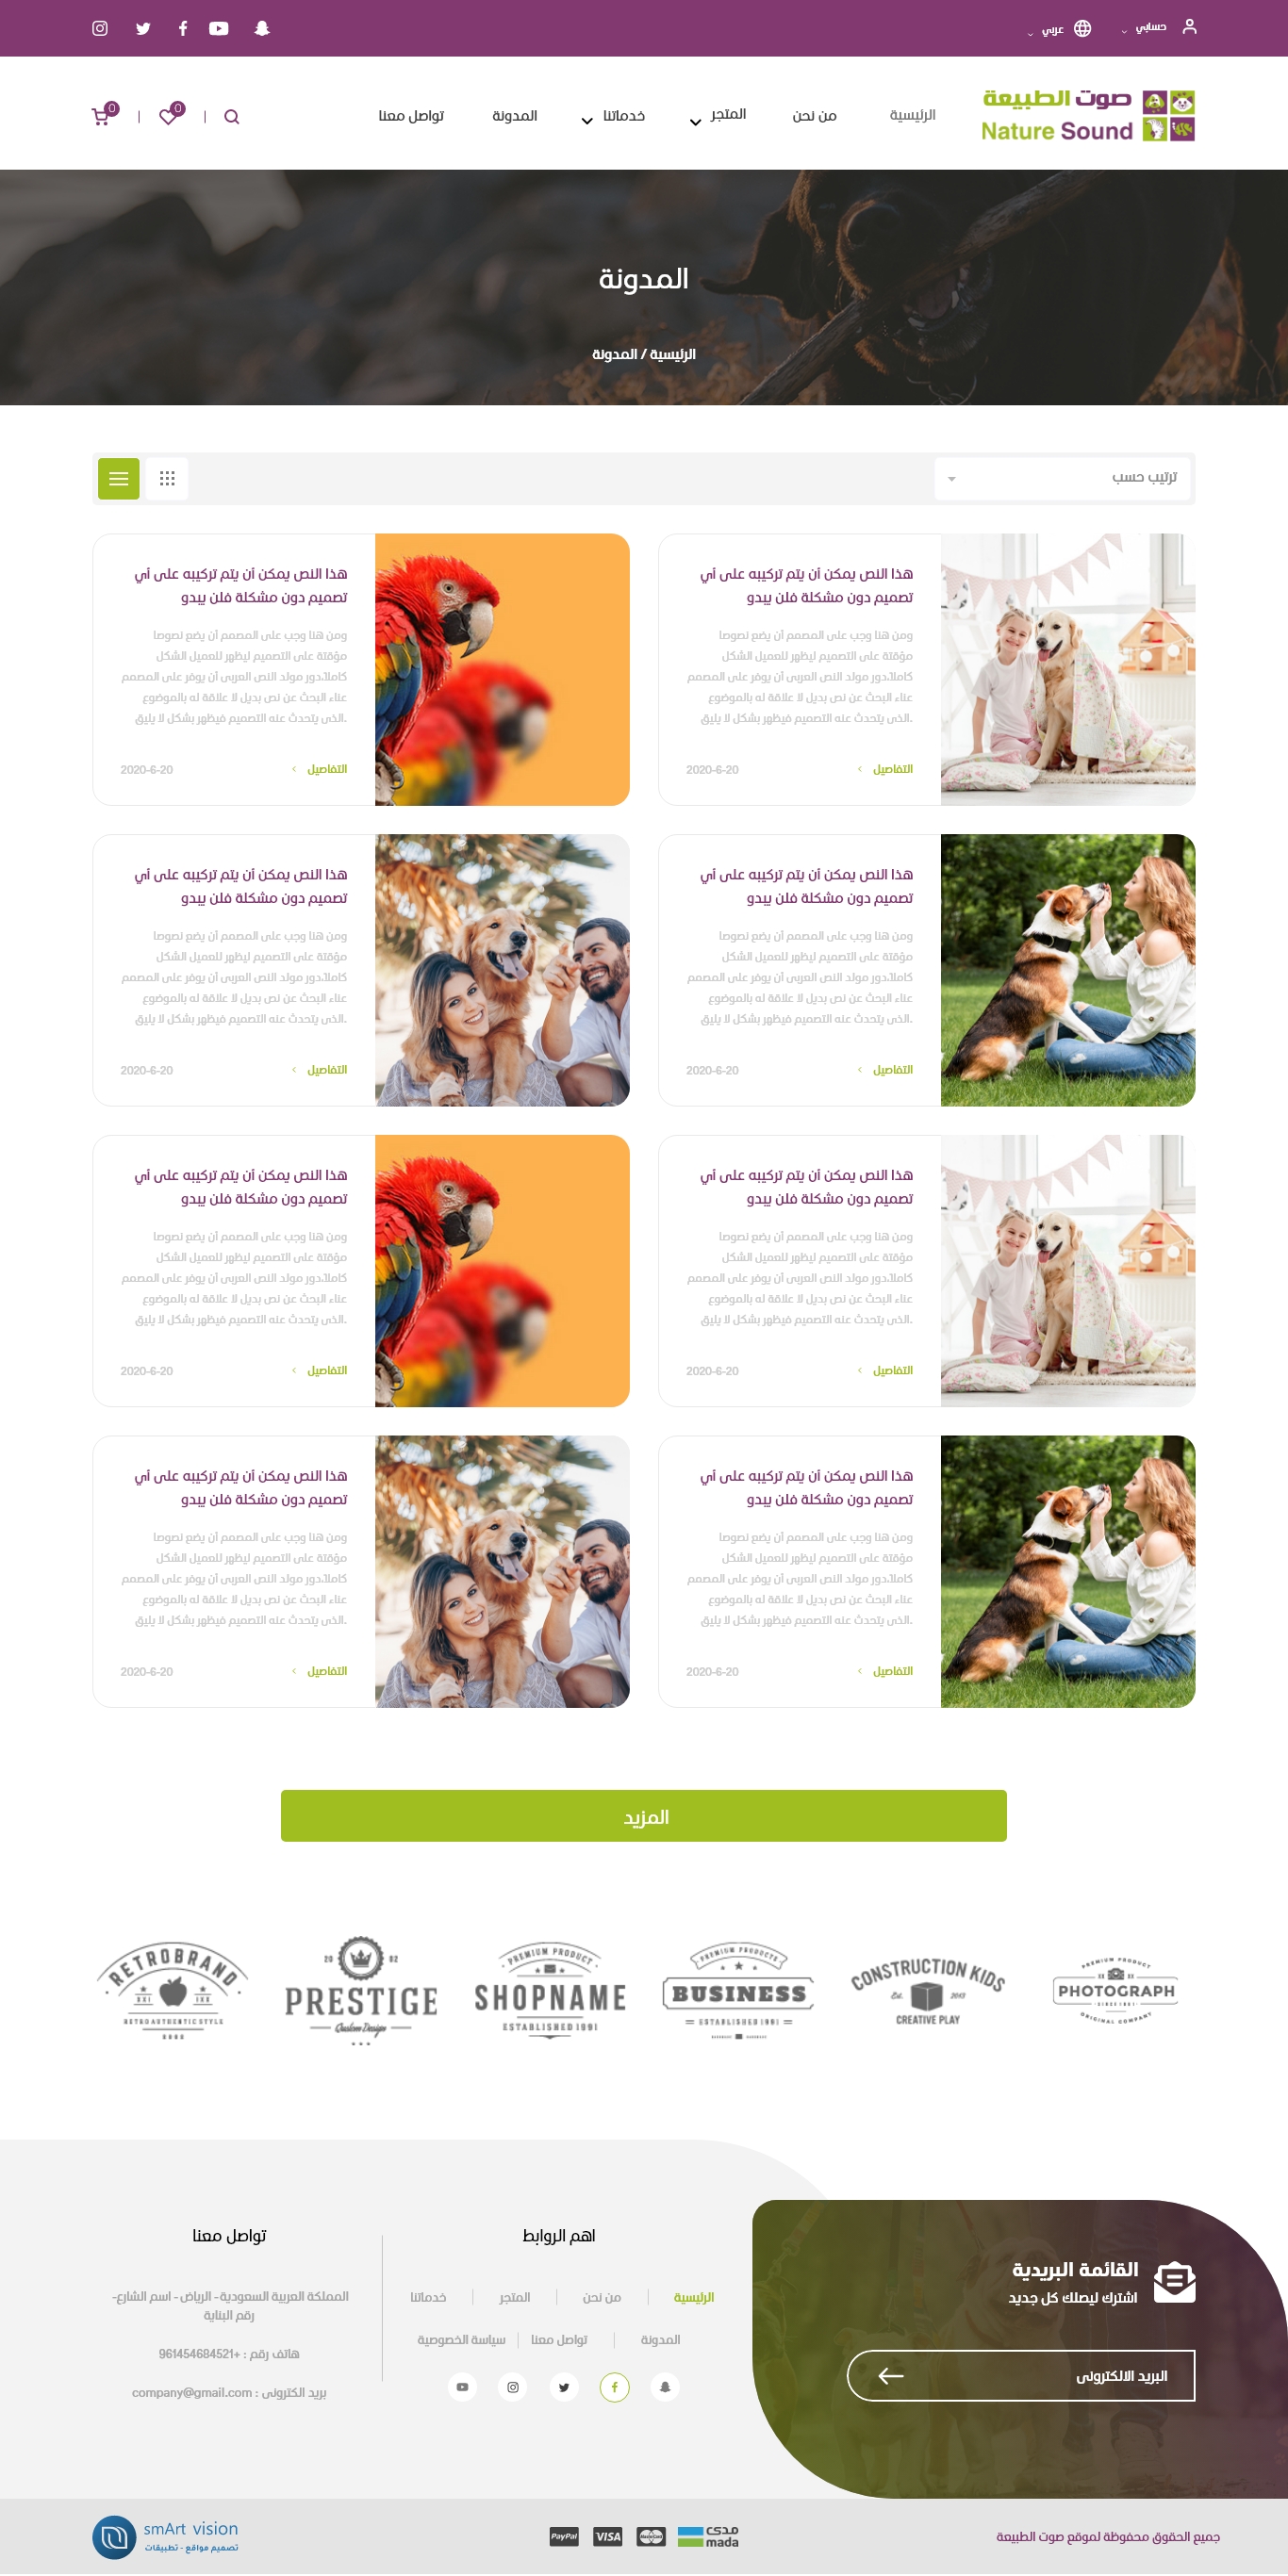 حسابي
عربي
صوت الطبيعة
Nature Sound
الرئيسية
من نحن
المتجر
خدماتنا
المدونة
تواصل معنا
0
0
المدونة
الرئيسية / المدونة
ترتيب حسب
هذا النص يمكن أن يتم تركيبه على أي
تصميم دون مشكلة فلن يبدو
ومن هنا وجب على المصمم أن يضع نصوصا
مؤقتة على التصميم ليظهر للعميل الشكل
كاملاً،دور مولد النص العربى أن يوفر على المصمم
عناء البحث عن نص بديل لا علاقة له بالموضوع
الذى يتحدث عنه التصميم فيظهر بشكل لا يليق.
التفاصيل
2020-6-20
هذا النص يمكن أن يتم تركيبه على أي
تصميم دون مشكلة فلن يبدو
ومن هنا وجب على المصمم أن يضع نصوصا
مؤقتة على التصميم ليظهر للعميل الشكل
كاملاً،دور مولد النص العربى أن يوفر على المصمم
عناء البحث عن نص بديل لا علاقة له بالموضوع
الذى يتحدث عنه التصميم فيظهر بشكل لا يليق.
التفاصيل
2020-6-20
هذا النص يمكن أن يتم تركيبه على أي
تصميم دون مشكلة فلن يبدو
ومن هنا وجب على المصمم أن يضع نصوصا
مؤقتة على التصميم ليظهر للعميل الشكل
كاملاً،دور مولد النص العربى أن يوفر على المصمم
عناء البحث عن نص بديل لا علاقة له بالموضوع
الذى يتحدث عنه التصميم فيظهر بشكل لا يليق.
التفاصيل
2020-6-20
هذا النص يمكن أن يتم تركيبه على أي
تصميم دون مشكلة فلن يبدو
ومن هنا وجب على المصمم أن يضع نصوصا
مؤقتة على التصميم ليظهر للعميل الشكل
كاملاً،دور مولد النص العربى أن يوفر على المصمم
عناء البحث عن نص بديل لا علاقة له بالموضوع
الذى يتحدث عنه التصميم فيظهر بشكل لا يليق.
التفاصيل
2020-6-20
هذا النص يمكن أن يتم تركيبه على أي
تصميم دون مشكلة فلن يبدو
ومن هنا وجب على المصمم أن يضع نصوصا
مؤقتة على التصميم ليظهر للعميل الشكل
كاملاً،دور مولد النص العربى أن يوفر على المصمم
عناء البحث عن نص بديل لا علاقة له بالموضوع
الذى يتحدث عنه التصميم فيظهر بشكل لا يليق.
التفاصيل
2020-6-20
هذا النص يمكن أن يتم تركيبه على أي
تصميم دون مشكلة فلن يبدو
ومن هنا وجب على المصمم أن يضع نصوصا
مؤقتة على التصميم ليظهر للعميل الشكل
كاملاً،دور مولد النص العربى أن يوفر على المصمم
عناء البحث عن نص بديل لا علاقة له بالموضوع
الذى يتحدث عنه التصميم فيظهر بشكل لا يليق.
التفاصيل
2020-6-20
هذا النص يمكن أن يتم تركيبه على أي
تصميم دون مشكلة فلن يبدو
ومن هنا وجب على المصمم أن يضع نصوصا
مؤقتة على التصميم ليظهر للعميل الشكل
كاملاً،دور مولد النص العربى أن يوفر على المصمم
عناء البحث عن نص بديل لا علاقة له بالموضوع
الذى يتحدث عنه التصميم فيظهر بشكل لا يليق.
التفاصيل
2020-6-20
هذا النص يمكن أن يتم تركيبه على أي
تصميم دون مشكلة فلن يبدو
ومن هنا وجب على المصمم أن يضع نصوصا
مؤقتة على التصميم ليظهر للعميل الشكل
كاملاً،دور مولد النص العربى أن يوفر على المصمم
عناء البحث عن نص بديل لا علاقة له بالموضوع
الذى يتحدث عنه التصميم فيظهر بشكل لا يليق.
التفاصيل
2020-6-20
المزيد
PREMIUM PRODUCT
PHOTOGRAPH
SINCE 1991
ORIGINAL COMPANY
CONSTRUCTION KIDS
Ed. 2013
CREATIVE PLAY
PREMIUM PRODUCTS
BUSINESS
ESTABLISHED 1991
PREMIUM PRODUCT
SHOPNAME
ESTABLISHED 1991
20 02
PRESTIGE
Custom Design
RETROBRAND
RETRO AUTHENTIC STYLE
القائمة البريدية
اشترك ليصلك كل جديد
البريد الالكترونى
اهم الروابط
الرئيسية
من نحن
المتجر
خدماتنا
المدونة
تواصل معنا
سياسة الخصوصية
تواصل معنا
المملكة العربية السعودية - الرياض - اسم الشارع-
رقم البناية
هاتف رقم : +961454684521
بريد الكترونى : company@gmail.com
جميع الحقوق محفوظة لموقع صوت الطبيعة
مدى
mada
MasterCard
VISA
PayPal
smArt vision
تصميم مواقع - تطبيقات